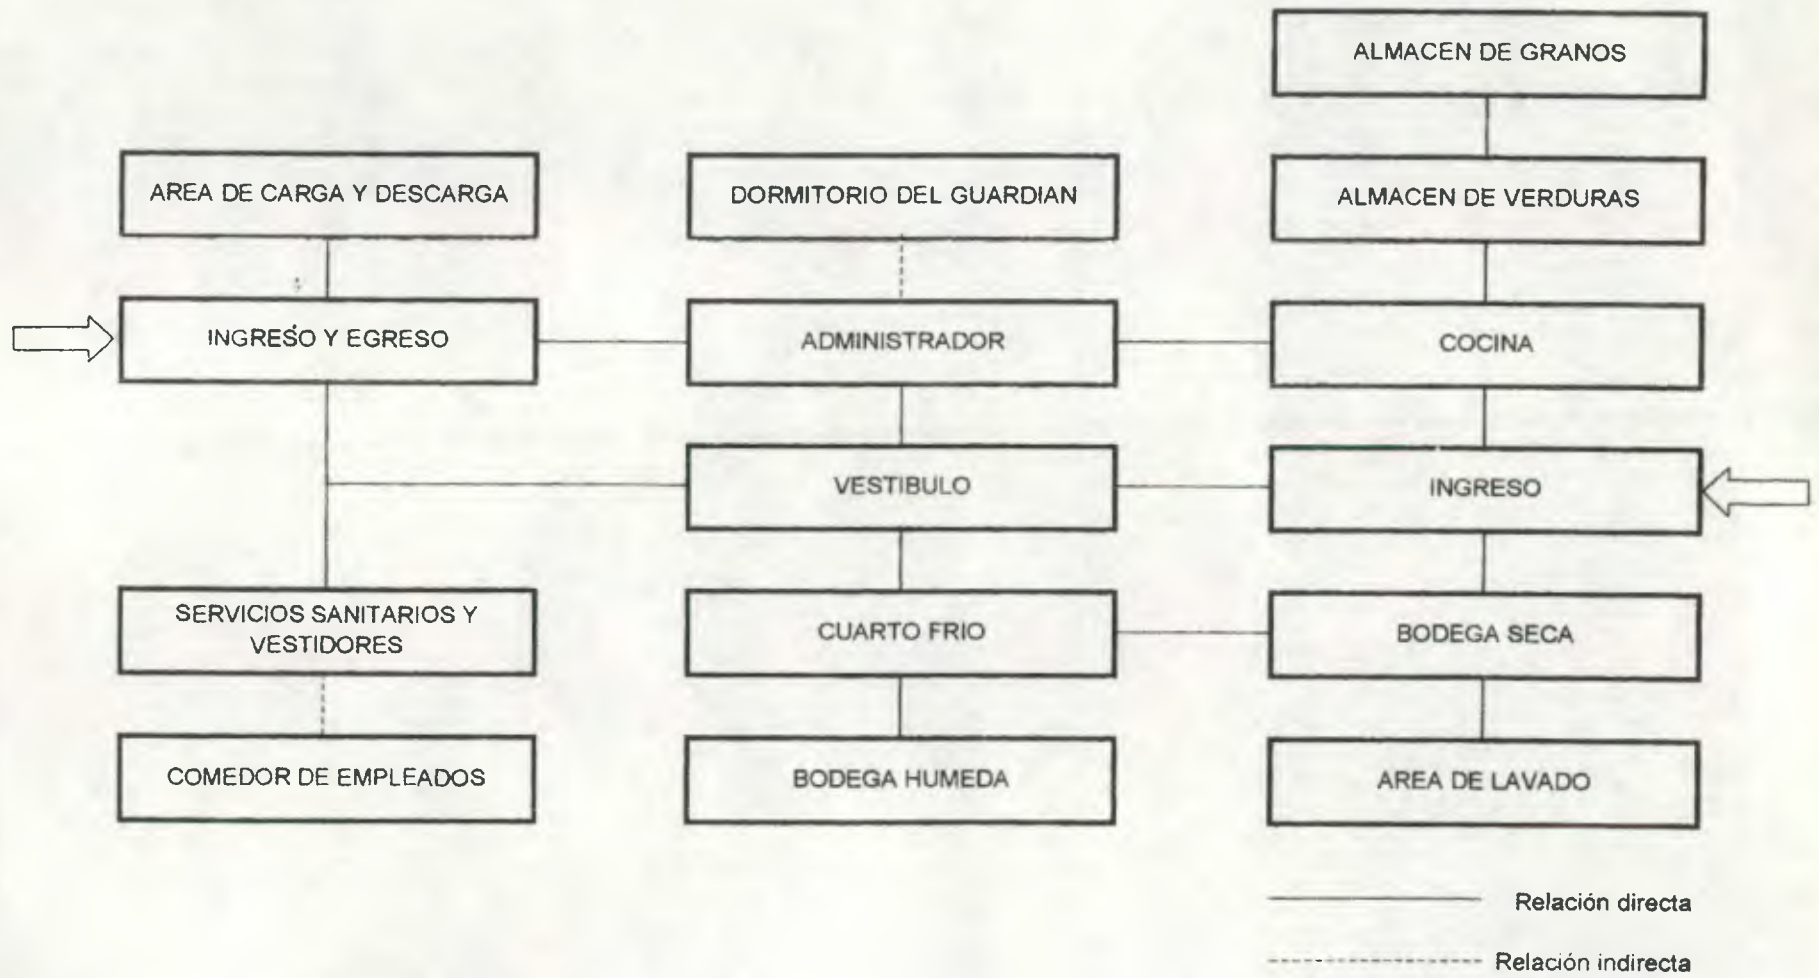 ALMACEN DE GRANOS
AREA DE CARGA Y DESCARGA
DORMITORIO DEL GUARDIAN
ALMACEN DE VERDURAS
INGRESO Y EGRESO
ADMINISTRADOR
COCINA
VESTIBULO
INGRESO
SERVICIOS SANITARIOS Y
VESTIDORES
CUARTO FRIO
BODEGA SECA
COMEDOR DE EMPLEADOS
BODEGA HUMEDA
AREA DE LAVADO
Relación directa
Relación indirecta